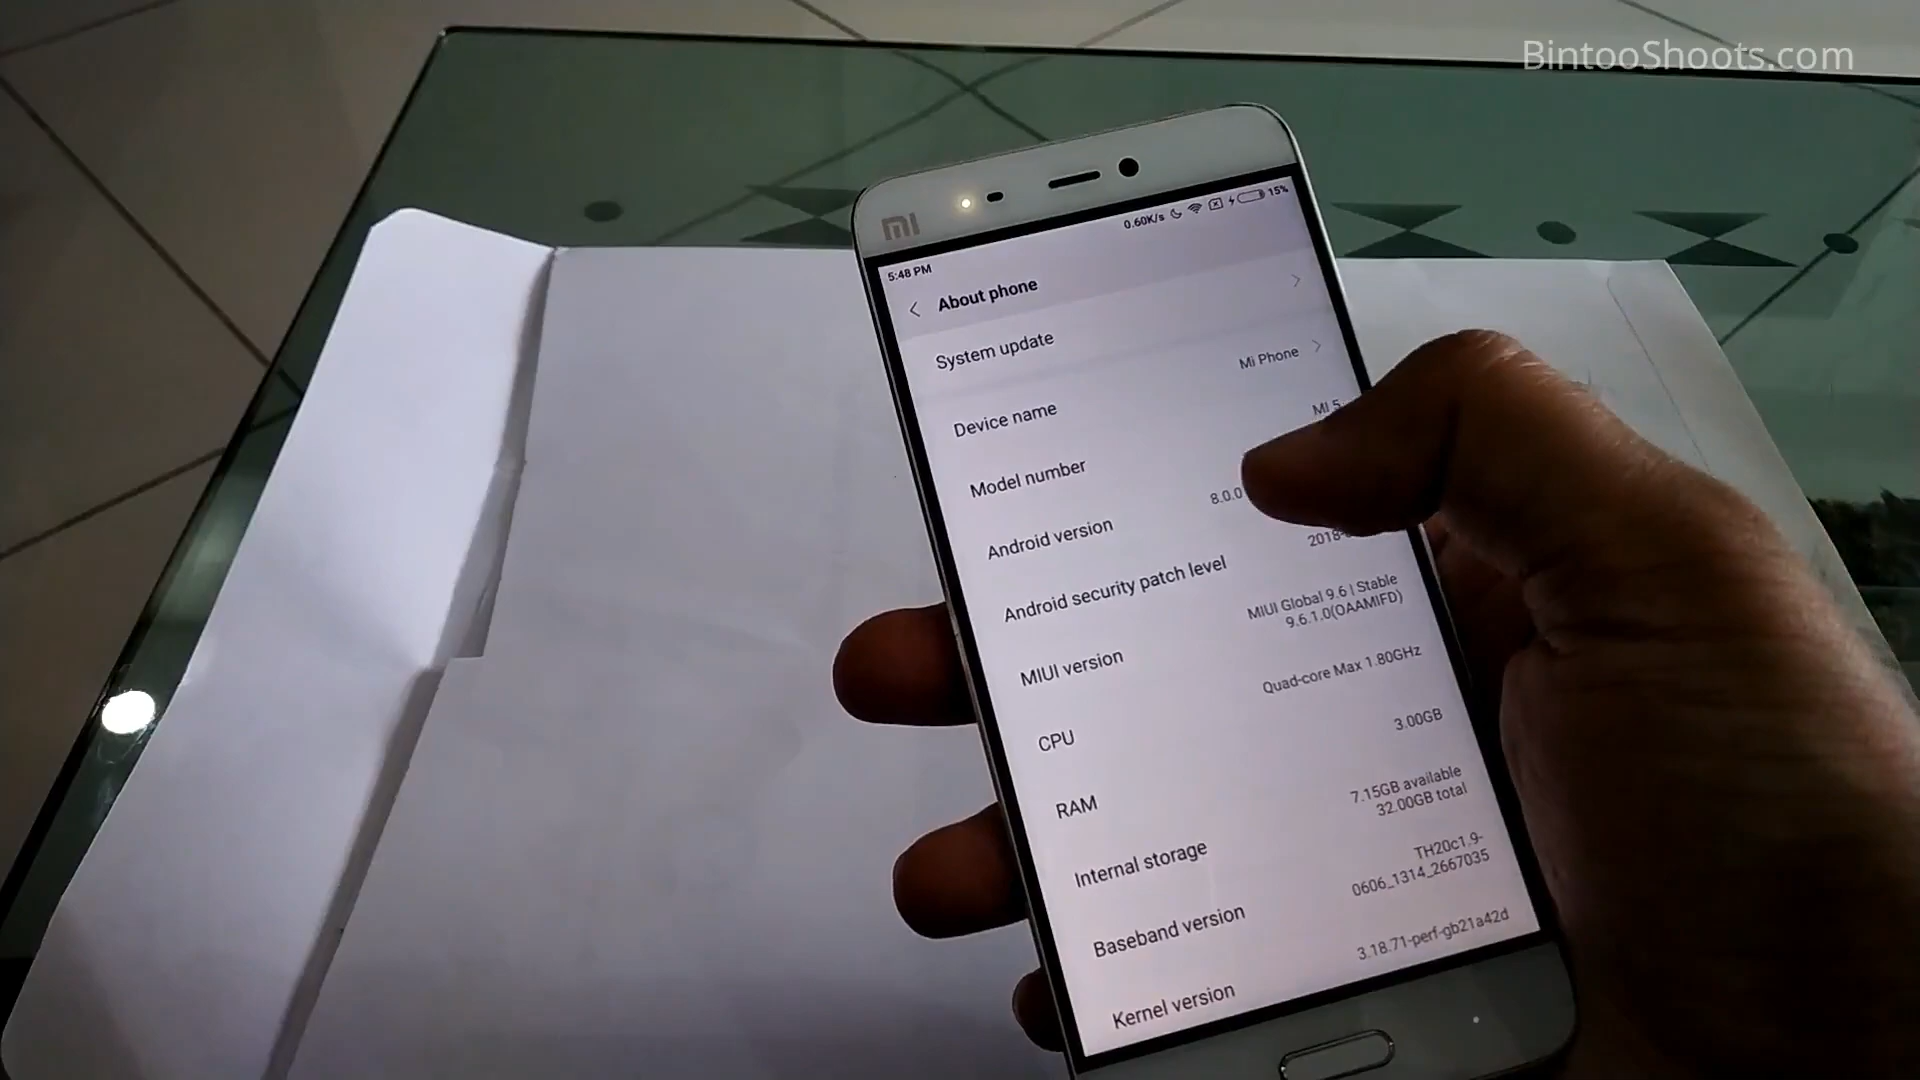 BintooShoots.com
mi
0.60K/s 15%
5:48 PM
About phone
System update
Device name Mi Phone
Model number MI 5
Android version 8.0.0
Android security patch level 2018-
MIUI version MIUI Global 9.6 | Stable
9.6.1.0(OAAMIFD)
CPU Quad-core Max 1.80GHz
RAM 3.00GB
Internal storage 7.15GB available
32.00GB total
Baseband version TH20c1.9-
0606_1314_2667035
Kernel version 3.18.71-perf-gb21a42d